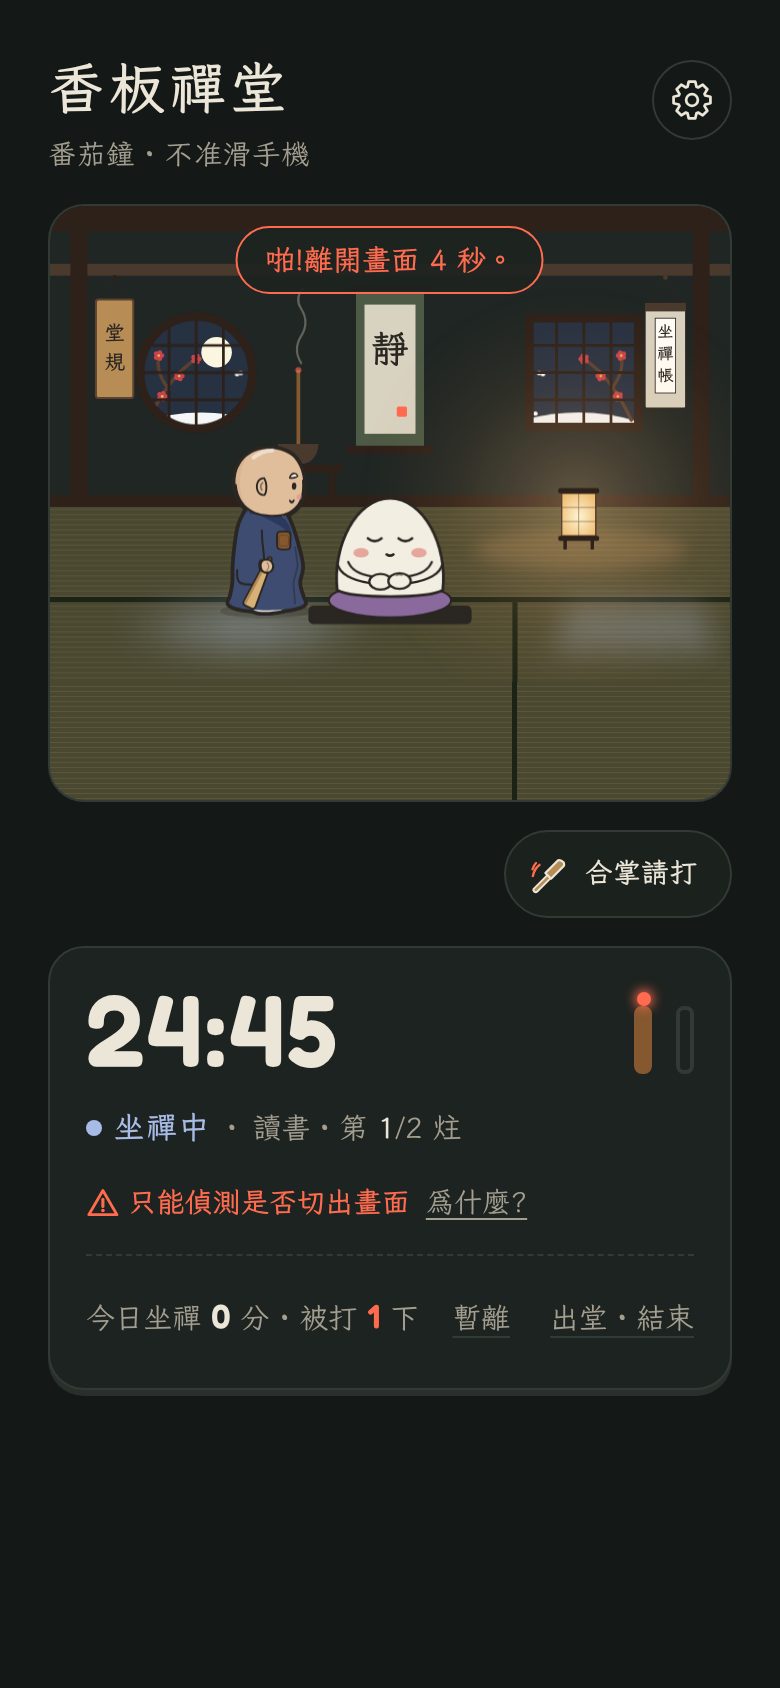 香板禪堂
番茄鐘・不准滑手機
啪!離開畫面 4 秒。
堂規
靜
坐禪帳
合掌請打
24:45
坐禪中・讀書・第 1/2 炷
只能偵測是否切出畫面 爲什麼?
今日坐禪 0 分・被打 1 下 暫離 出堂・結束